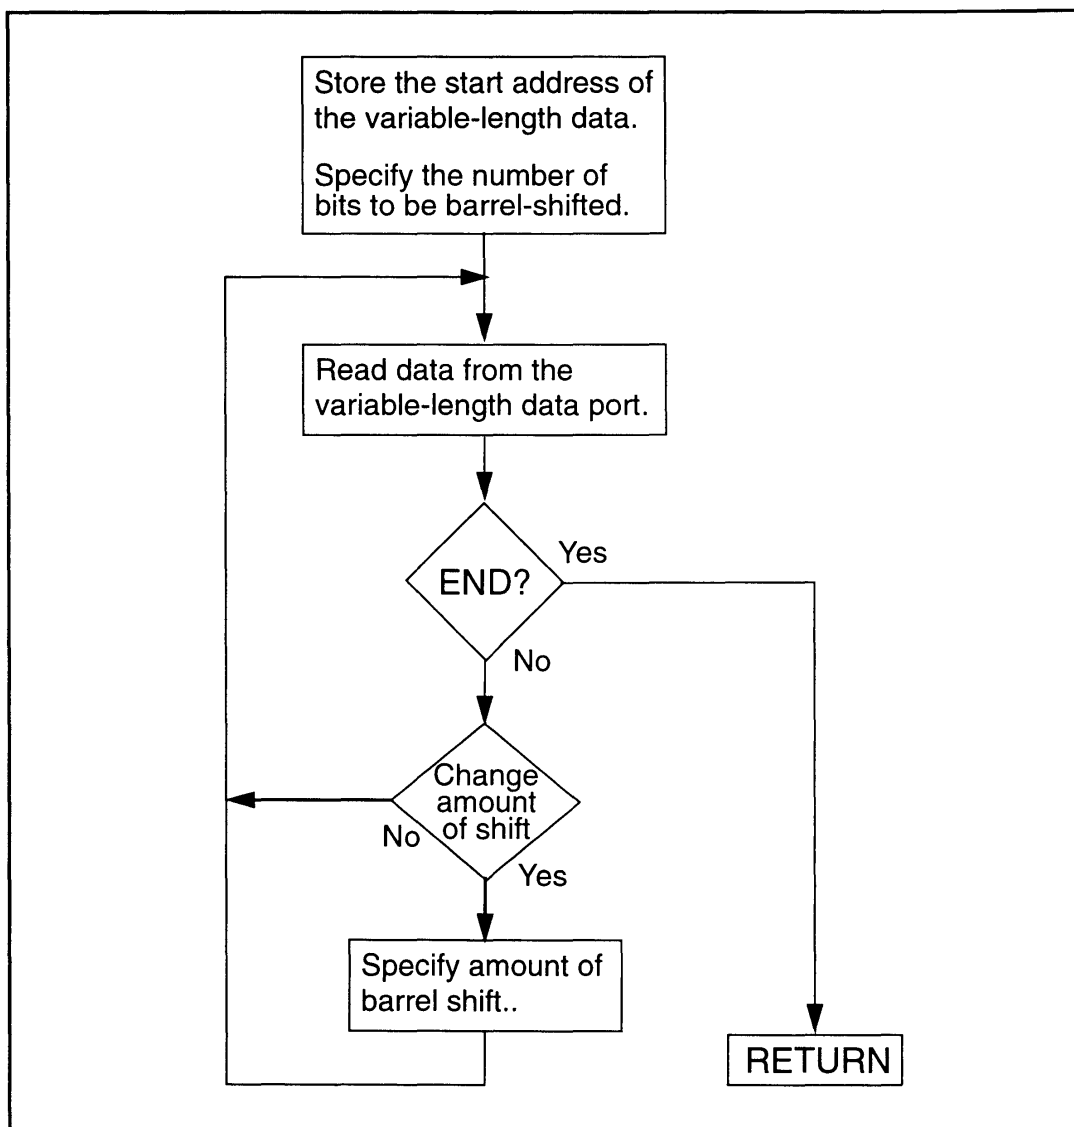 Store the start address of
the variable-length data.
Specify the number of
bits to be barrel-shifted.
Read data from the
variable-length data port.
END?
Yes
No
Change
amount
of shift
No
Yes
Specify amount of
barrel shift..
RETURN